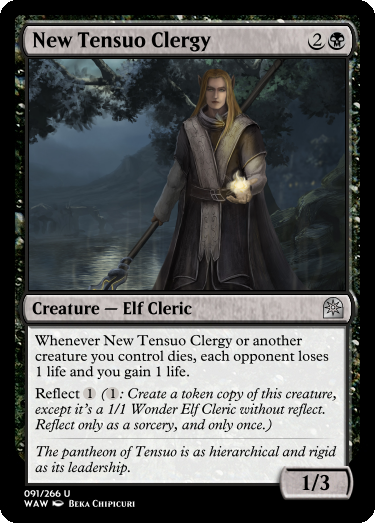 New Tensuo Clergy 2
Creature — Elf Cleric
Whenever New Tensuo Clergy or another
creature you control dies, each opponent loses
1 life and you gain 1 life.
Reflect 1 (1: Create a token copy of this creature,
except it's a 1/1 Wonder Elf Cleric without reflect.
Reflect only as a sorcery, and only once.)
The pantheon of Tensuo is as hierarchical and rigid
as its leadership.
1/3
091/266 U
WAW Beka Chipicuri